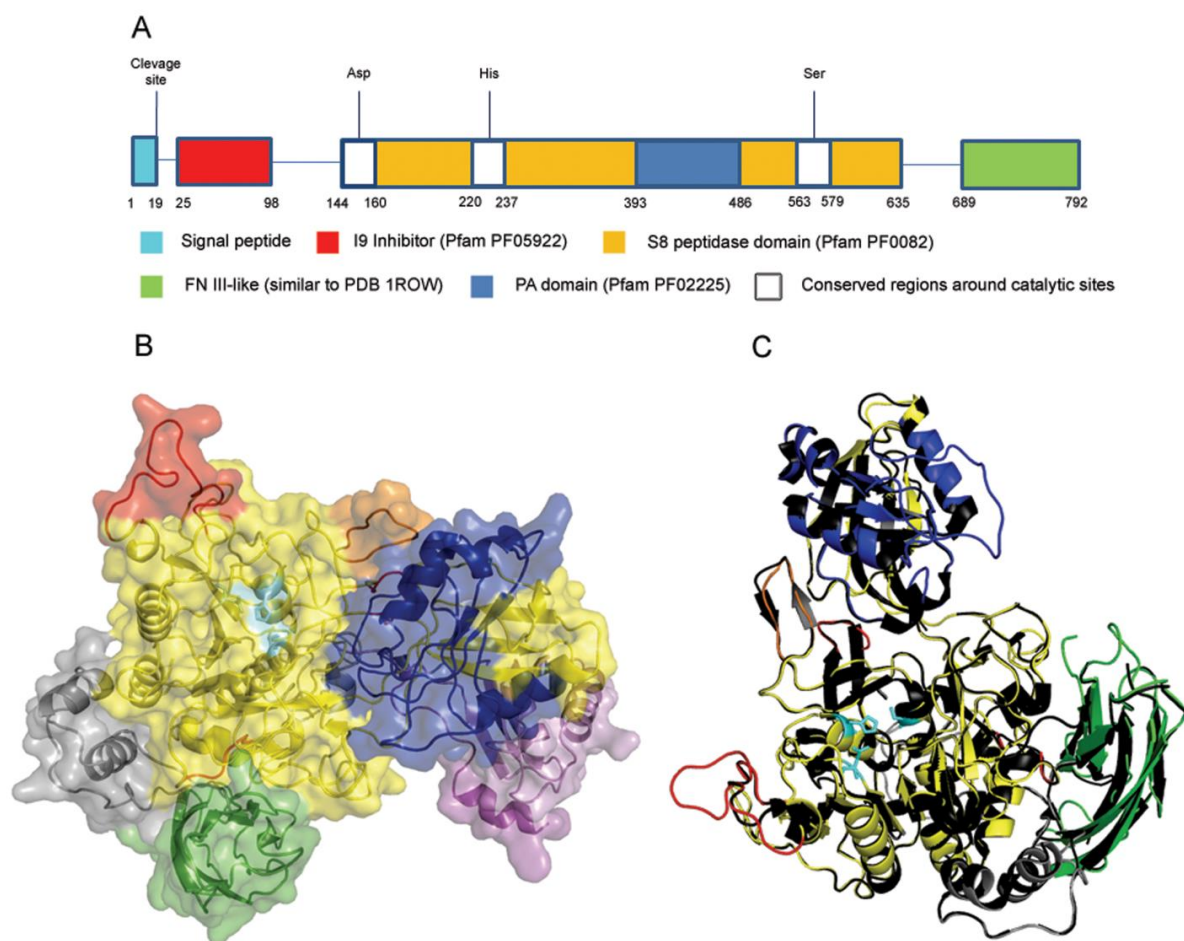 A
Clevage
site
Asp
His
Ser
1 19 25 98 144 160 220 237 393 486 563 579 635 689 792
Signal peptide
I9 Inhibitor (Pfam PF05922)
S8 peptidase domain (Pfam PF0082)
FN III-like (similar to PDB 1ROW)
PA domain (Pfam PF02225)
Conserved regions around catalytic sites
B
C